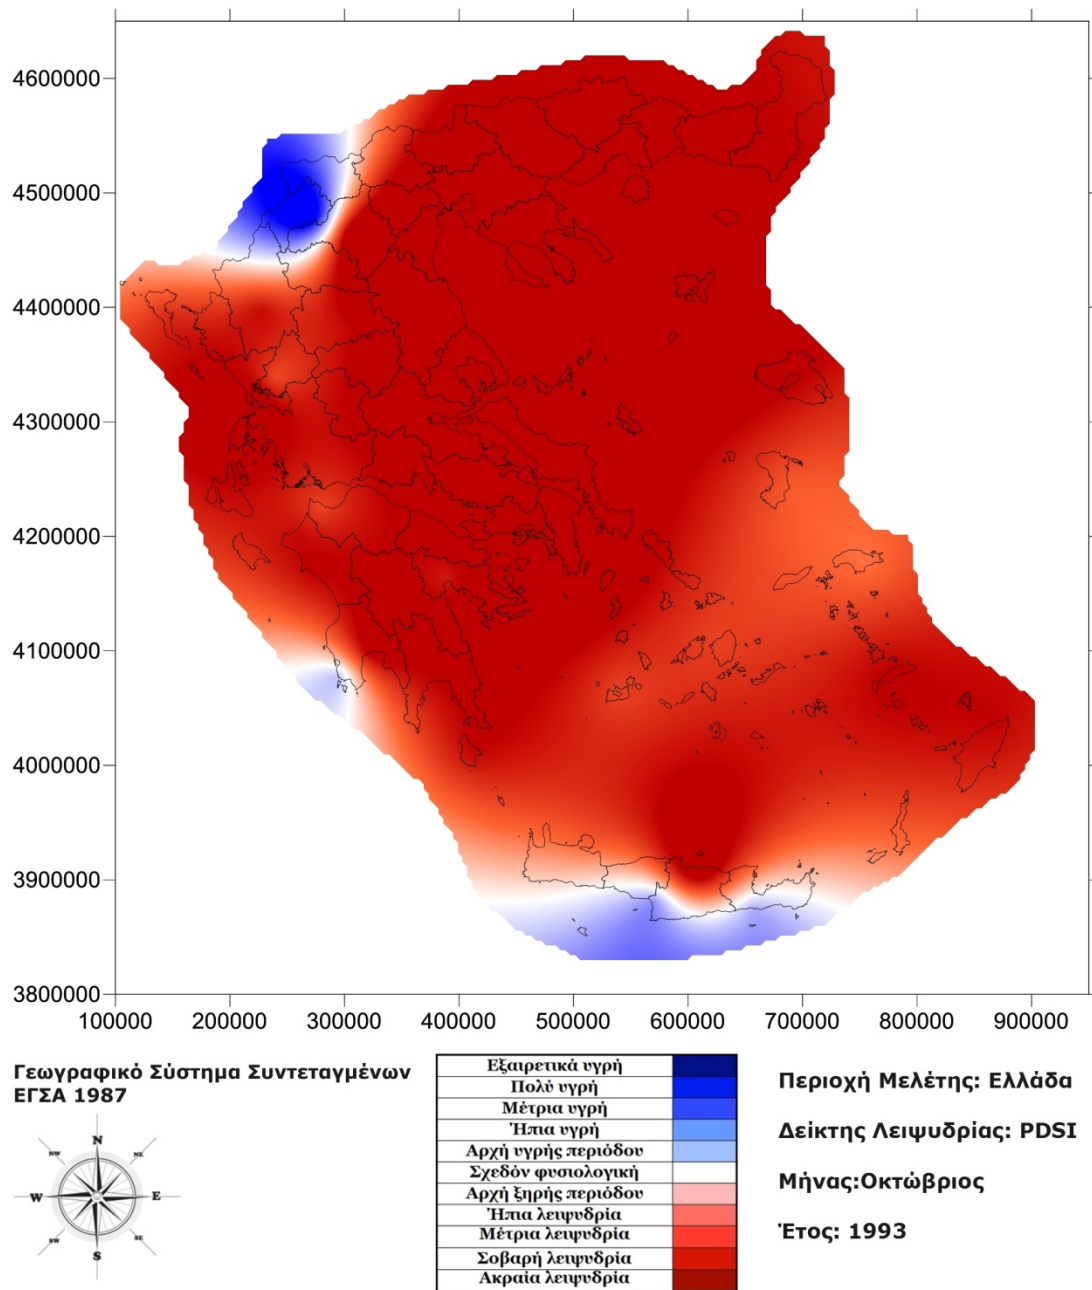 4600000
4500000
4400000
4300000
4200000
4100000
4000000
3900000
3800000
100000 200000 300000 400000 500000 600000 700000 800000 900000
Γεωγραφικό Σύστημα Συντεταγμένων
ΕΓΣΑ 1987
N
NW NE
W E
SW SE
S
Εξαιρετικά υγρή
Πολύ υγρή
Μέτρια υγρή
Ήπια υγρή
Αρχή υγρής περιόδου
Σχεδόν φυσιολογική
Αρχή ξηρής περιόδου
Ήπια λειψυδρία
Μέτρια λειψυδρία
Σοβαρή λειψυδρία
Ακραία λειψυδρία
Περιοχή Μελέτης: Ελλάδα
Δείκτης Λειψυδρίας: PDSI
Μήνας:Οκτώβριος
Έτος: 1993